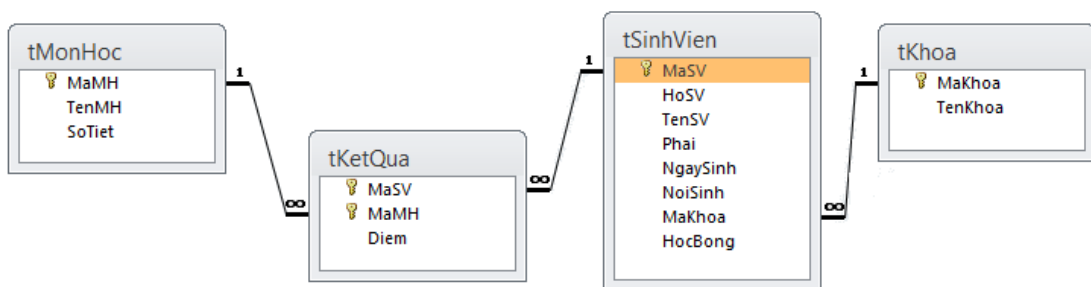 tMonHoc
MaMH
TenMH
SoTiet
1
∞
tKetQua
MaSV
MaMH
Diem
∞
1
tSinhVien
MaSV
HoSV
TenSV
Phai
NgaySinh
NoiSinh
MaKhoa
HocBong
∞
1
tKhoa
MaKhoa
TenKhoa